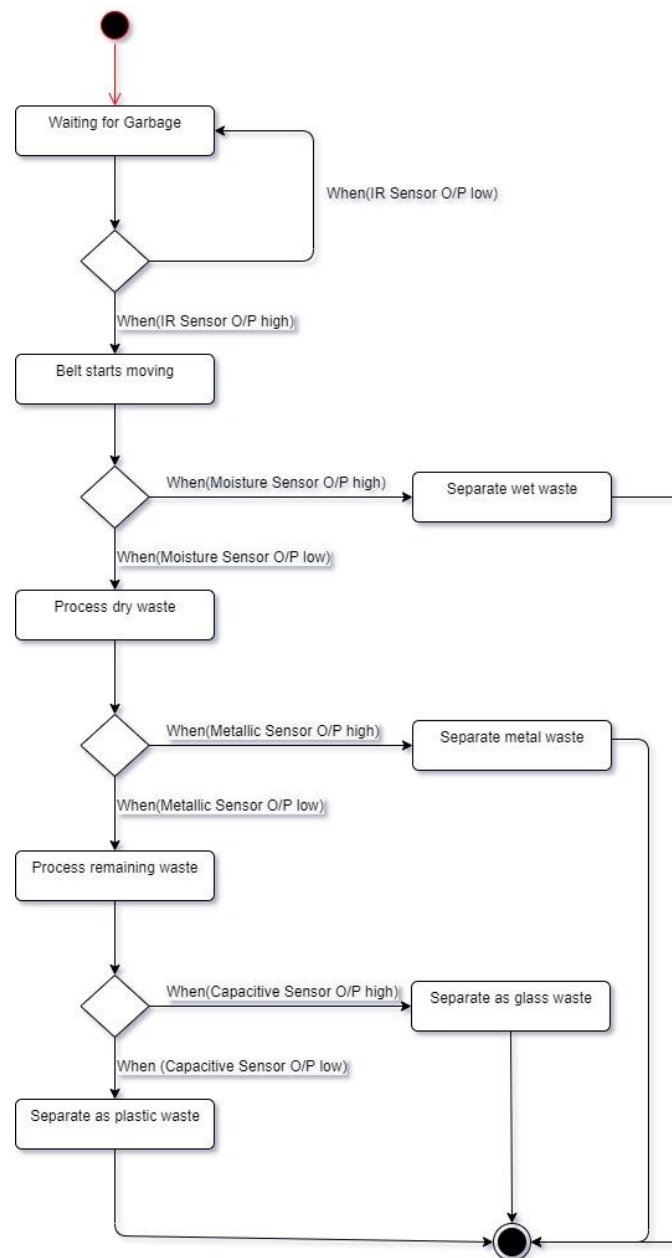 Waiting for Garbage
When(IR Sensor O/P low)
When(IR Sensor O/P high)
Belt starts moving
When(Moisture Sensor O/P high)
Separate wet waste
When(Moisture Sensor O/P low)
Process dry waste
When(Metallic Sensor O/P high)
Separate metal waste
When(Metallic Sensor O/P low)
Process remaining waste
When(Capacitive Sensor O/P high)
Separate as glass waste
When (Capacitive Sensor O/P low)
Separate as plastic waste